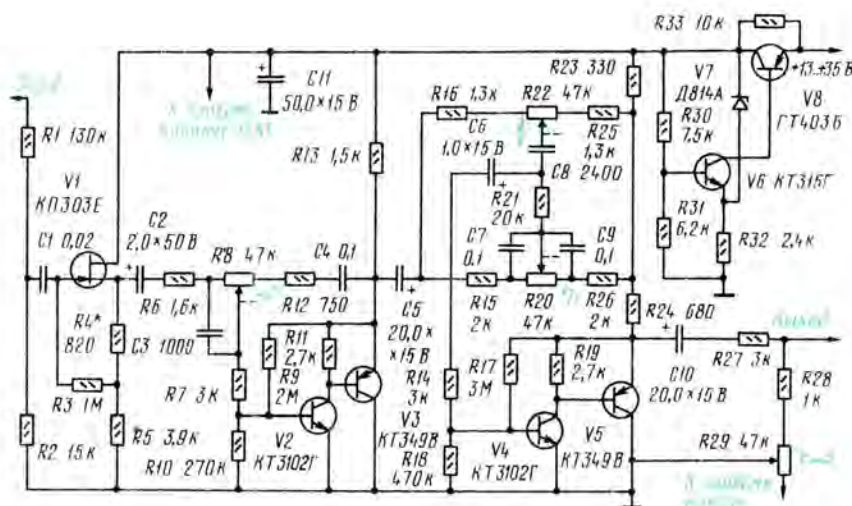 R33 10к
+13...+35 В
R23 330
V7
Д814А
V8
ГТ403Б
C11
50,0×15 В
R16 1,3к
R22 47к
R25
1,3к
C6
1,0×15 В
C8
2400
R30
7,5к
R1 130к
R13 1,5к
V6 КТ315Г
V1
КП303Е
R21
20к
R31
6,2к
R32 2,4к
C1 0,02
C2
2,0×50 В
R8 47к
C4 0,1
C7
0,1
C9
0,1
R6 1,6к
R12 750
C5
20,0×
×15 В
R15
2к
R20
47к
R26
2к
R24 680
Выход
R4*
820
C3 1000
R11
2,7к
R9
2М
R14
3к
R17
3М
R19
2,7к
C10
20,0×15 В
R27 3к
R28
1к
R3 1М
R7 3к
V3
КТ349В
R2 15к
R5 3,9к
R10 270к
V2
КТ3102Г
R18
470к
V4
КТ3102Г
V5
КТ349В
R29 47к